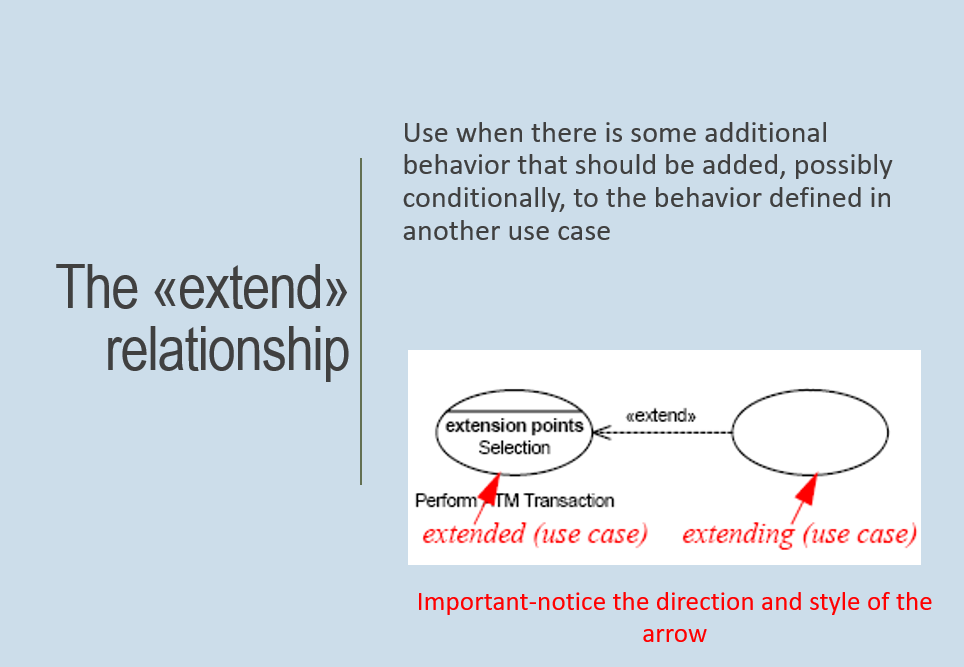 The «extend»
relationship
Use when there is some additional
behavior that should be added, possibly
conditionally, to the behavior defined in
another use case
«extend»
extension points
Selection
Perform TM Transaction
extended (use case)
extending (use case)
Important-notice the direction and style of the
arrow